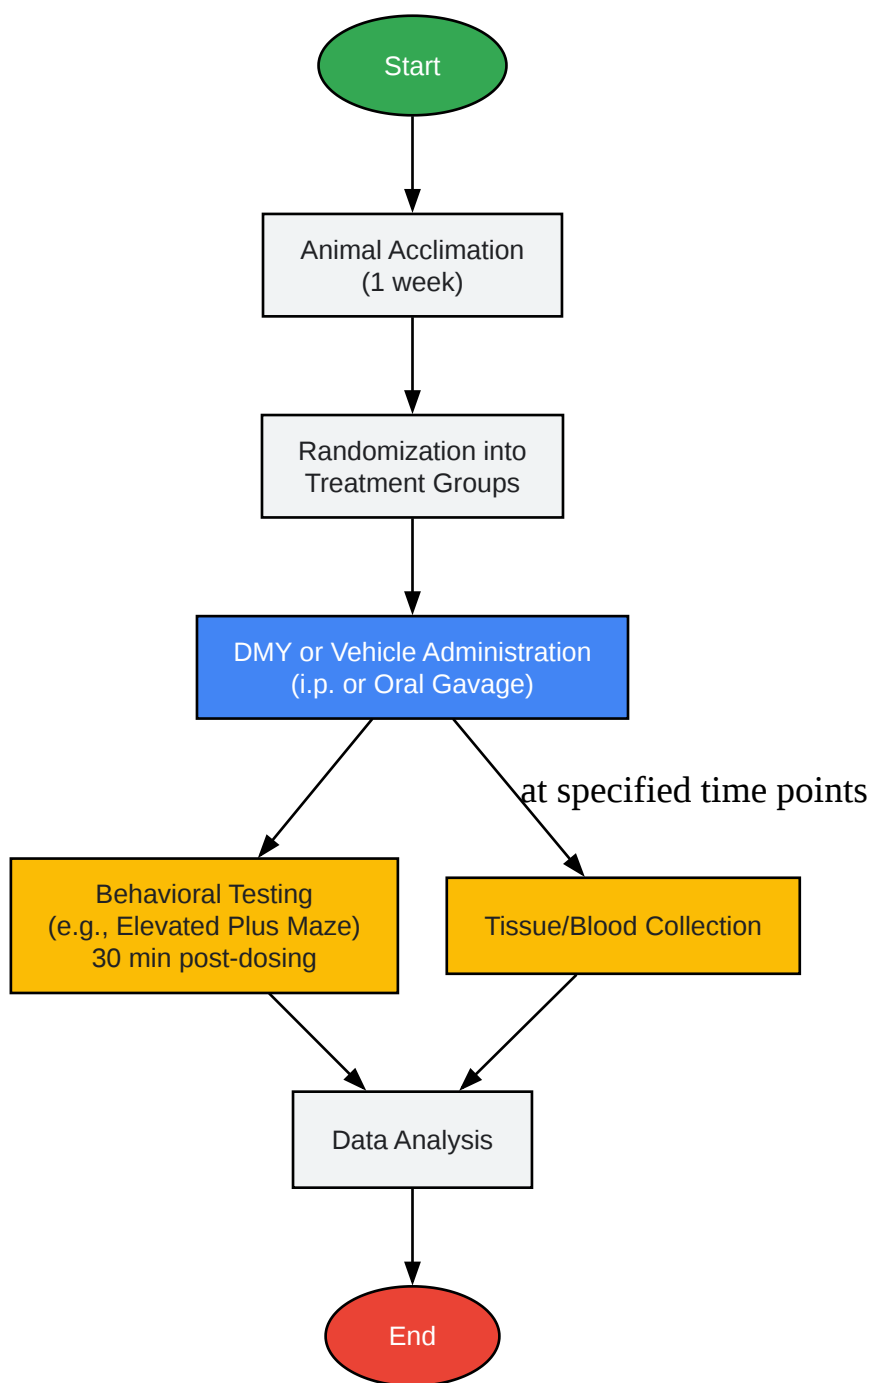 Start
Animal Acclimation
(1 week)
Randomization into
Treatment Groups
DMY or Vehicle Administration
(i.p. or Oral Gavage)
at specified time points
Behavioral Testing
(e.g., Elevated Plus Maze)
30 min post-dosing
Tissue/Blood Collection
Data Analysis
End